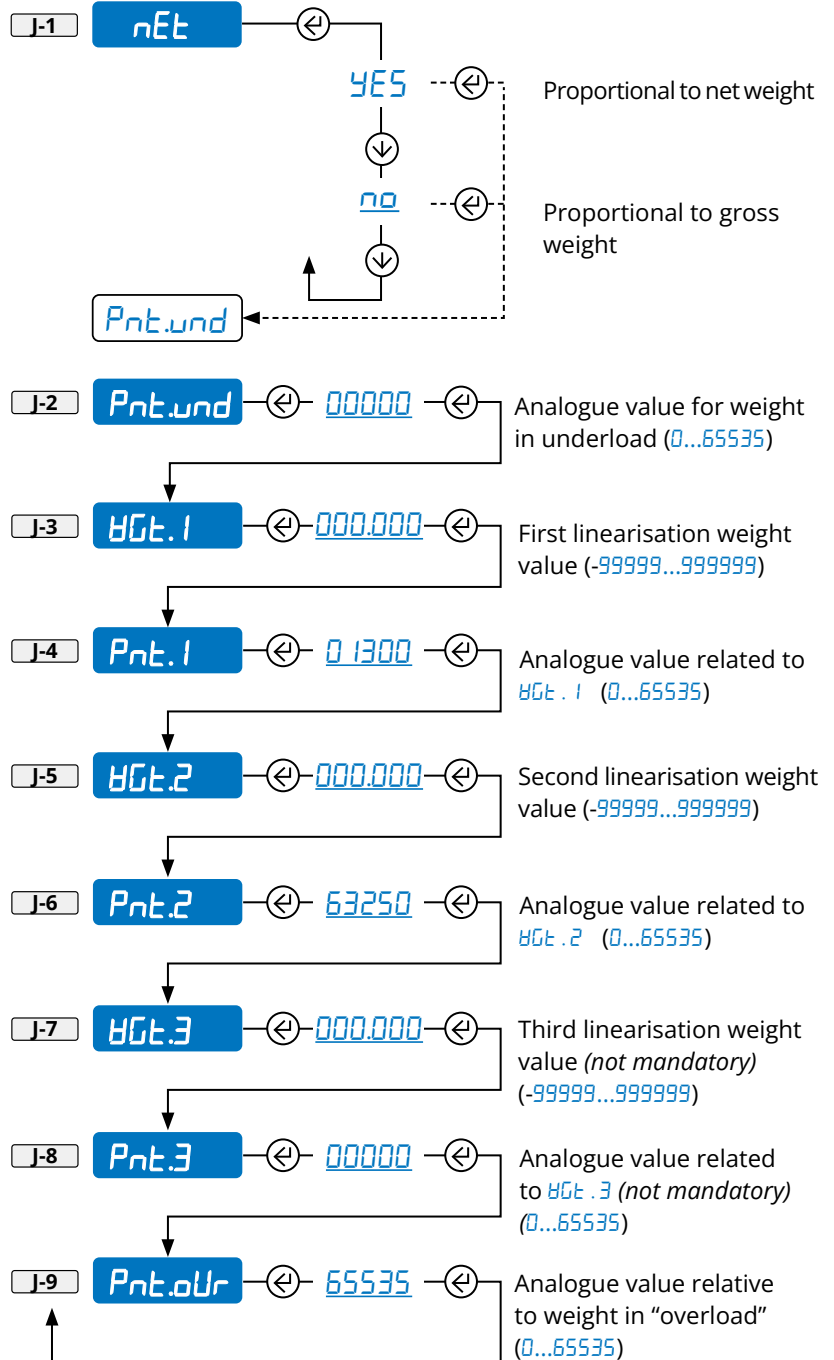 J-1 nEt
YES Proportional to net weight
no Proportional to gross
weight
Pnt.und
J-2 Pnt.und 00000 Analogue value for weight
in underload (0...65535)
J-3 WGt.1 000.000 First linearisation weight
value (-99999...999999)
J-4 Pnt.1 01300 Analogue value related to
WGt.1 (0...65535)
J-5 WGt.2 000.000 Second linearisation weight
value (-99999...999999)
J-6 Pnt.2 63250 Analogue value related to
WGt.2 (0...65535)
J-7 WGt.3 000.000 Third linearisation weight
value (not mandatory)
(-99999...999999)
J-8 Pnt.3 00000 Analogue value related
to WGt.3 (not mandatory)
(0...65535)
J-9 Pnt.oUr 65535 Analogue value relative
to weight in “overload”
(0...65535)